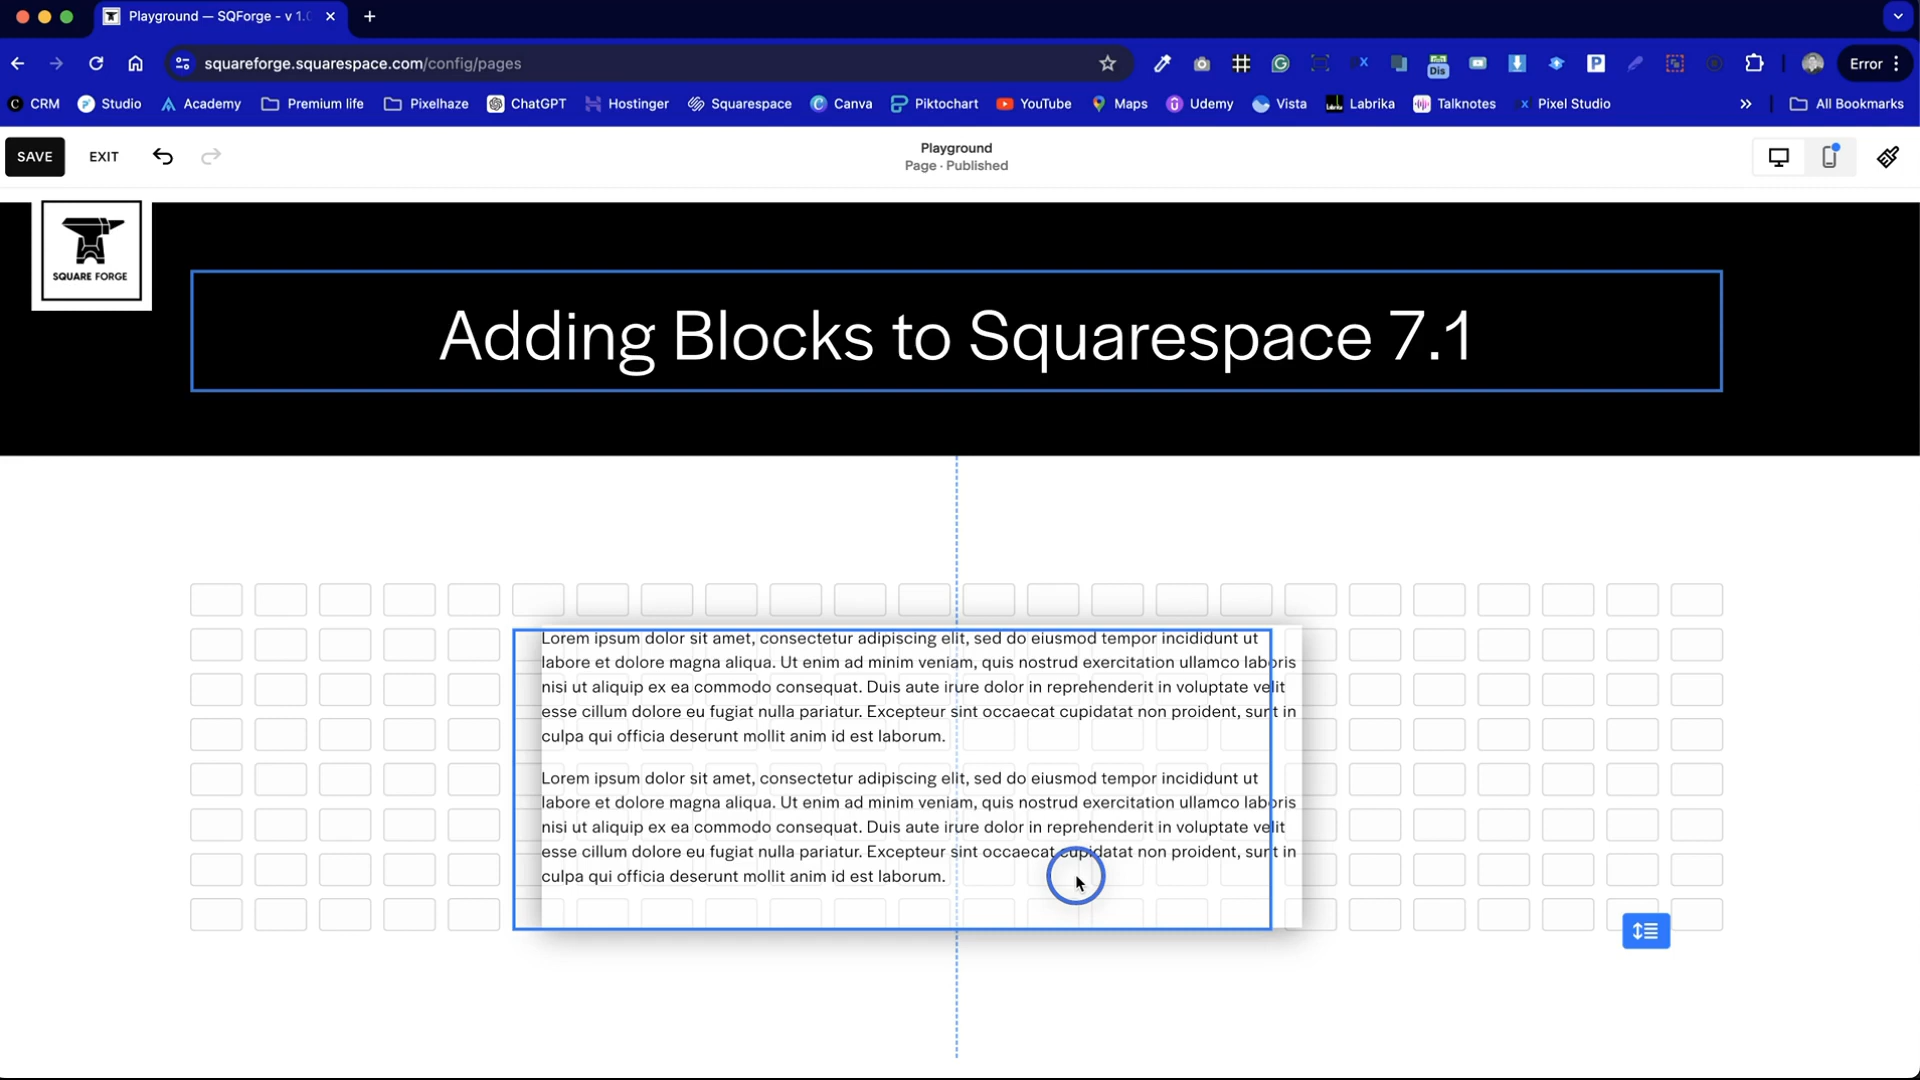 Playground — SQForge - v 1.0
squareforge.squarespace.com/config/pages
Dis
P
Error
CRM
Studio
Academy
Premium life
Pixelhaze
ChatGPT
Hostinger
Squarespace
Canva
Piktochart
YouTube
Maps
Udemy
Vista
Labrika
Talknotes
Pixel Studio
All Bookmarks
SAVE
EXIT
Playground
Page · Published
SQUARE FORGE
Adding Blocks to Squarespace 7.1
Lorem ipsum dolor sit amet, consectetur adipiscing elit, sed do eiusmod tempor incididunt ut
labore et dolore magna aliqua. Ut enim ad minim veniam, quis nostrud exercitation ullamco laboris
nisi ut aliquip ex ea commodo consequat. Duis aute irure dolor in reprehenderit in voluptate velit
esse cillum dolore eu fugiat nulla pariatur. Excepteur sint occaecat cupidatat non proident, sunt in
culpa qui officia deserunt mollit anim id est laborum.
Lorem ipsum dolor sit amet, consectetur adipiscing elit, sed do eiusmod tempor incididunt ut
labore et dolore magna aliqua. Ut enim ad minim veniam, quis nostrud exercitation ullamco laboris
nisi ut aliquip ex ea commodo consequat. Duis aute irure dolor in reprehenderit in voluptate velit
esse cillum dolore eu fugiat nulla pariatur. Excepteur sint occaecat cupidatat non proident, sunt in
culpa qui officia deserunt mollit anim id est laborum.